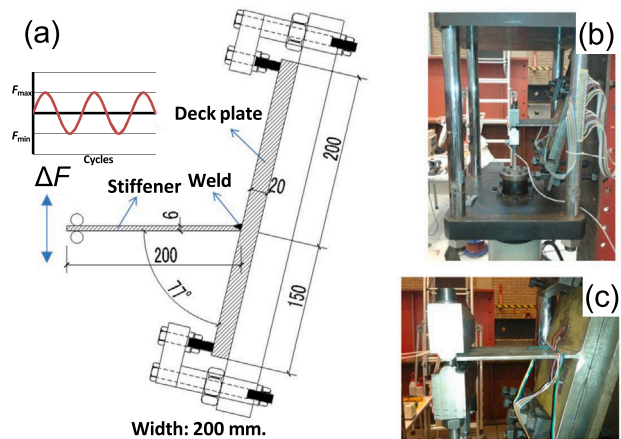 (a)
(b)
Fmax
Fmin
Cycles
Deck plate
ΔF
Stiffener
Weld
200
20
6
200
77°
150
(c)
Width: 200 mm.